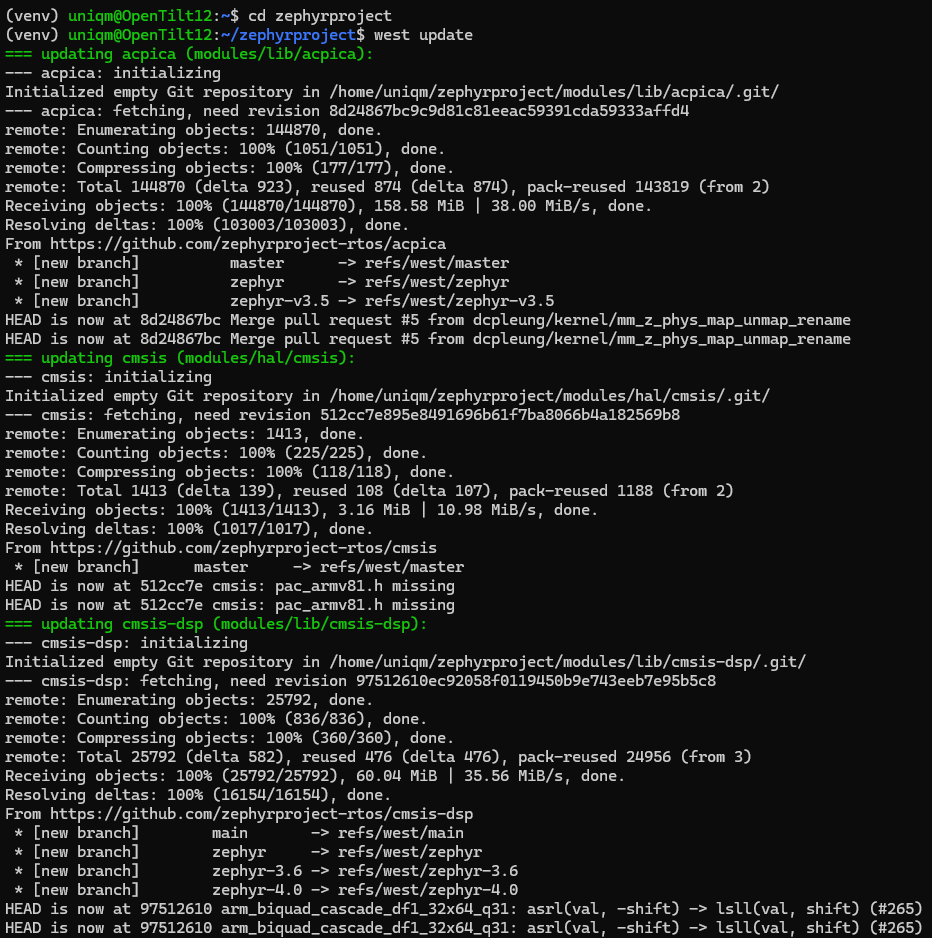 (venv) uniqm@OpenTilt12:~$ cd zephyrproject
(venv) uniqm@OpenTilt12:~/zephyrproject$ west update
=== updating acpica (modules/lib/acpica):
--- acpica: initializing
Initialized empty Git repository in /home/uniqm/zephyrproject/modules/lib/acpica/.git/
--- acpica: fetching, need revision 8d24867bc9c9d81c81eeac59391cda59333affd4
remote: Enumerating objects: 144870, done.
remote: Counting objects: 100% (1051/1051), done.
remote: Compressing objects: 100% (177/177), done.
remote: Total 144870 (delta 923), reused 874 (delta 874), pack-reused 143819 (from 2)
Receiving objects: 100% (144870/144870), 158.58 MiB | 38.00 MiB/s, done.
Resolving deltas: 100% (103003/103003), done.
From https://github.com/zephyrproject-rtos/acpica
 * [new branch]          master      -> refs/west/master
 * [new branch]          zephyr      -> refs/west/zephyr
 * [new branch]          zephyr-v3.5 -> refs/west/zephyr-v3.5
HEAD is now at 8d24867bc Merge pull request #5 from dcpleung/kernel/mm_z_phys_map_unmap_rename
HEAD is now at 8d24867bc Merge pull request #5 from dcpleung/kernel/mm_z_phys_map_unmap_rename
=== updating cmsis (modules/hal/cmsis):
--- cmsis: initializing
Initialized empty Git repository in /home/uniqm/zephyrproject/modules/hal/cmsis/.git/
--- cmsis: fetching, need revision 512cc7e895e8491696b61f7ba8066b4a182569b8
remote: Enumerating objects: 1413, done.
remote: Counting objects: 100% (225/225), done.
remote: Compressing objects: 100% (118/118), done.
remote: Total 1413 (delta 139), reused 108 (delta 107), pack-reused 1188 (from 2)
Receiving objects: 100% (1413/1413), 3.16 MiB | 10.98 MiB/s, done.
Resolving deltas: 100% (1017/1017), done.
From https://github.com/zephyrproject-rtos/cmsis
 * [new branch]      master     -> refs/west/master
HEAD is now at 512cc7e cmsis: pac_armv81.h missing
HEAD is now at 512cc7e cmsis: pac_armv81.h missing
=== updating cmsis-dsp (modules/lib/cmsis-dsp):
--- cmsis-dsp: initializing
Initialized empty Git repository in /home/uniqm/zephyrproject/modules/lib/cmsis-dsp/.git/
--- cmsis-dsp: fetching, need revision 97512610ec92058f0119450b9e743eeb7e95b5c8
remote: Enumerating objects: 25792, done.
remote: Counting objects: 100% (836/836), done.
remote: Compressing objects: 100% (360/360), done.
remote: Total 25792 (delta 582), reused 476 (delta 476), pack-reused 24956 (from 3)
Receiving objects: 100% (25792/25792), 60.04 MiB | 35.56 MiB/s, done.
Resolving deltas: 100% (16154/16154), done.
From https://github.com/zephyrproject-rtos/cmsis-dsp
 * [new branch]        main       -> refs/west/main
 * [new branch]        zephyr     -> refs/west/zephyr
 * [new branch]        zephyr-3.6 -> refs/west/zephyr-3.6
 * [new branch]        zephyr-4.0 -> refs/west/zephyr-4.0
HEAD is now at 97512610 arm_biquad_cascade_df1_32x64_q31: asrl(val, -shift) -> lsll(val, shift) (#265)
HEAD is now at 97512610 arm_biquad_cascade_df1_32x64_q31: asrl(val, -shift) -> lsll(val, shift) (#265)